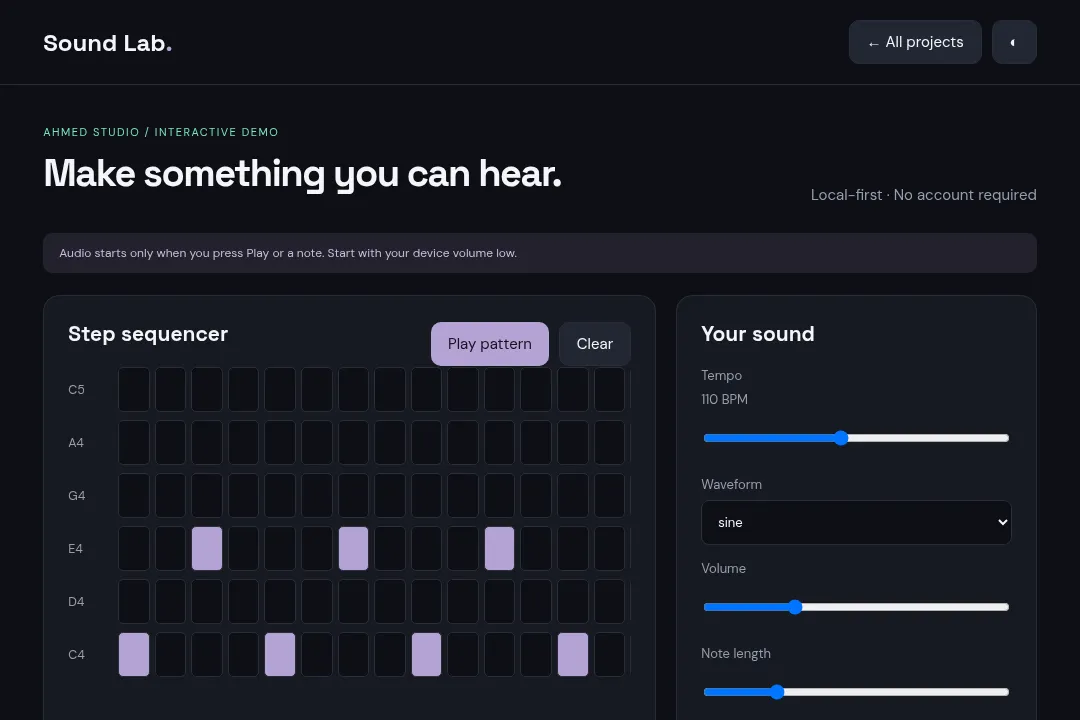 Sound Lab.
← All projects
AHMED STUDIO / INTERACTIVE DEMO
Make something you can hear.
Local-first · No account required
Audio starts only when you press Play or a note. Start with your device volume low.
Step sequencer
Play pattern
Clear
C5
A4
G4
E4
D4
C4
Your sound
Tempo
110 BPM
Waveform
sine
Volume
Note length